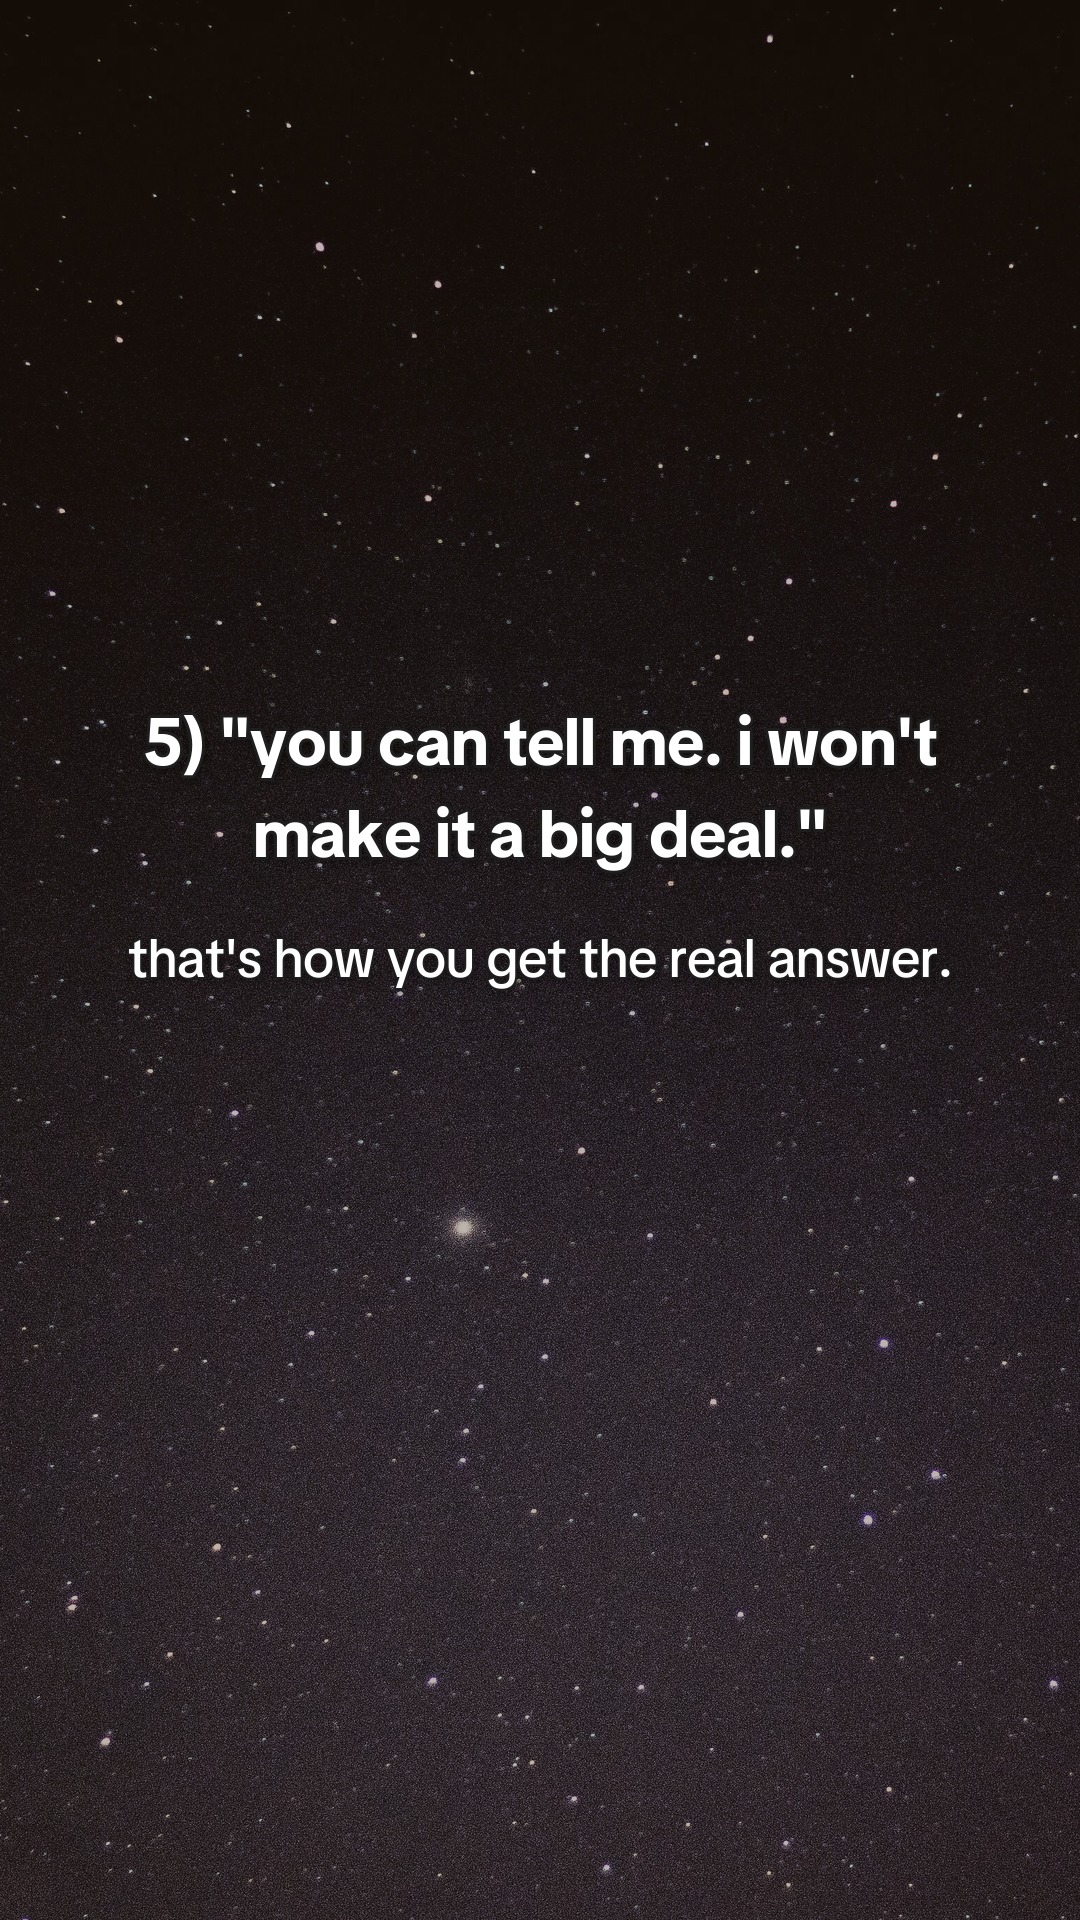 5) "you can tell me. i won't
make it a big deal."
that's how you get the real answer.